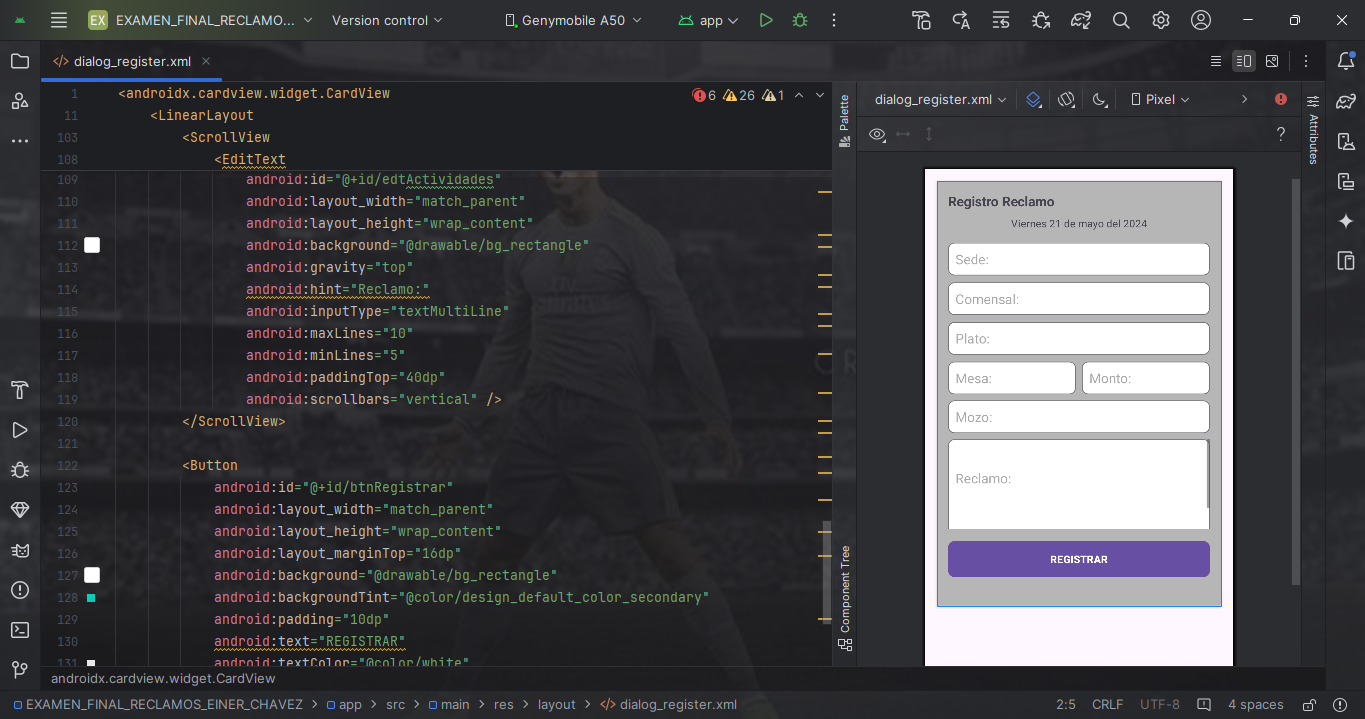 EX EXAMEN_FINAL_RECLAMO... Version control Genymobile A50 app
dialog_register.xml
1 <androidx.cardview.widget.CardView 6 26 1
11 <LinearLayout
103 <ScrollView
108 <EditText
109 android:id="@+id/edtActividades"
110 android:layout_width="match_parent"
111 android:layout_height="wrap_content"
112 android:background="@drawable/bg_rectangle"
113 android:gravity="top"
114 android:hint="Reclamo:"
115 android:inputType="textMultiLine"
116 android:maxLines="10"
117 android:minLines="5"
118 android:paddingTop="40dp"
119 android:scrollbars="vertical" />
120 </ScrollView>
121
122 <Button
123 android:id="@+id/btnRegistrar"
124 android:layout_width="match_parent"
125 android:layout_height="wrap_content"
126 android:layout_marginTop="16dp"
127 android:background="@drawable/bg_rectangle"
128 android:backgroundTint="@color/design_default_color_secondary"
129 android:padding="10dp"
130 android:text="REGISTRAR"
131 android:textColor="@color/white"
androidx.cardview.widget.CardView
Palette
Component Tree
dialog_register.xml Pixel
?
Attributes
Registro Reclamo
Viernes 21 de mayo del 2024
Sede:
Comensal:
Plato:
Mesa: Monto:
Mozo:
Reclamo:
REGISTRAR
EXAMEN_FINAL_RECLAMOS_EINER_CHAVEZ > app > src > main > res > layout > dialog_register.xml 2:5 CRLF UTF-8 4 spaces